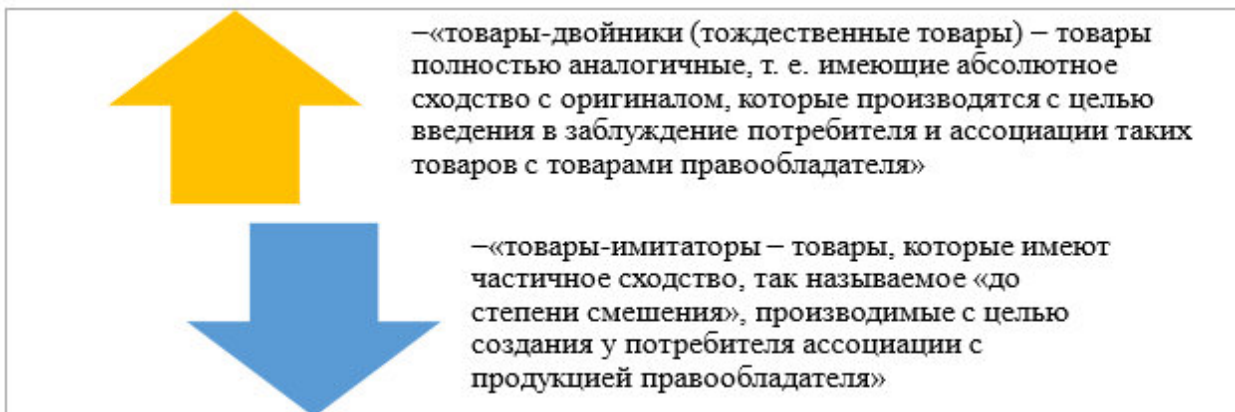 –«товары-двойники (тождественные товары) – товары
полностью аналогичные, т. е. имеющие абсолютное
сходство с оригиналом, которые производятся с целью
введения в заблуждение потребителя и ассоциации таких
товаров с товарами правообладателя»
–«товары-имитаторы – товары, которые имеют
частичное сходство, так называемое «до
степени смешения», производимые с целью
создания у потребителя ассоциации с
продукцией правообладателя»